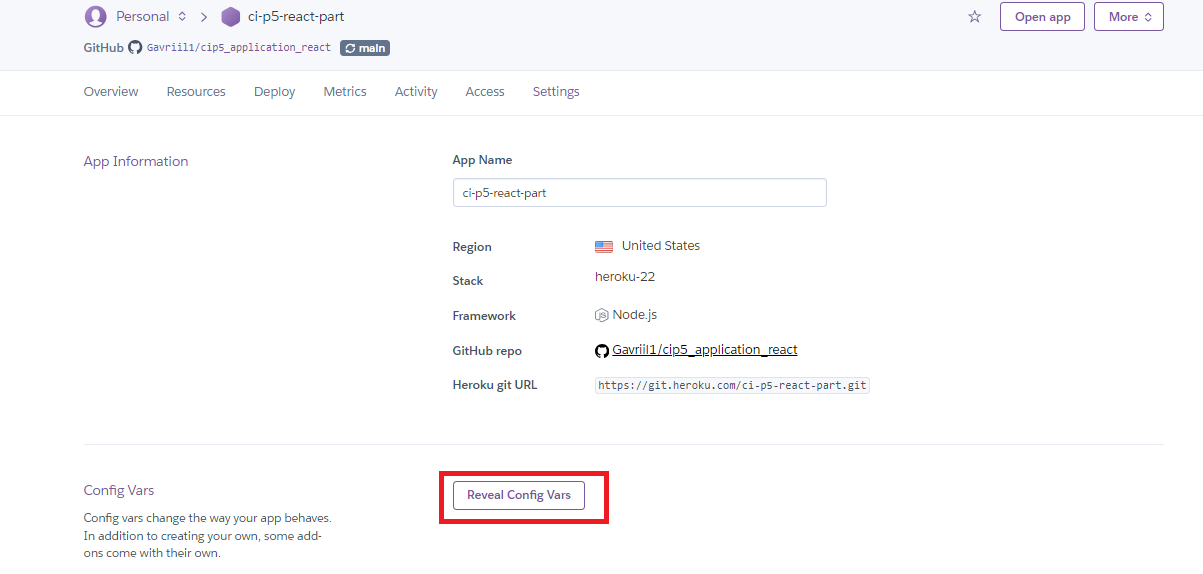 Personal ci-p5-react-part Open app More
GitHub Gavriil1/cip5_application_react main
Overview Resources Deploy Metrics Activity Access Settings
App Information
App Name
ci-p5-react-part
Region United States
Stack heroku-22
Framework Node.js
GitHub repo Gavriil1/cip5_application_react
Heroku git URL https://git.heroku.com/ci-p5-react-part.git
Config Vars
Config vars change the way your app behaves.
In addition to creating your own, some add-
ons come with their own.
Reveal Config Vars